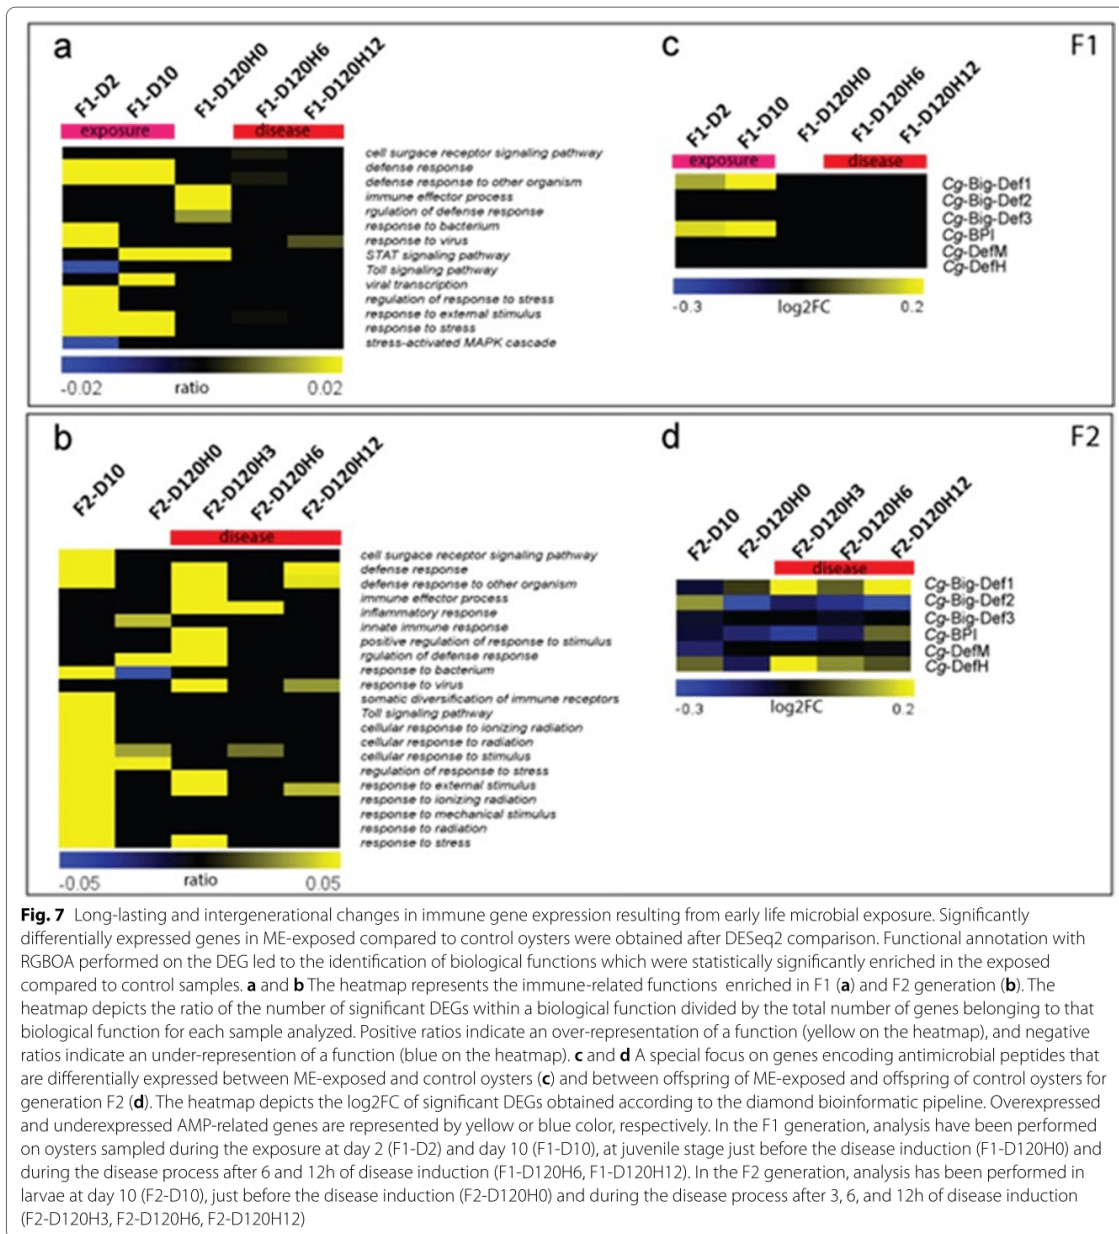 a
F1-D2
F1-D10
F1-D120H0
F1-D120H6
F1-D120H12
exposure
disease
cell surgace receptor signaling pathway
defense response
defense response to other organism
immune effector process
rgulation of defense response
response to bacterium
response to virus
STAT signaling pathway
Toll signaling pathway
viral transcription
regulation of response to stress
response to external stimulus
response to stress
stress-activated MAPK cascade
-0.02 ratio 0.02
c
F1
F1-D2
F1-D10
F1-D120H0
F1-D120H6
F1-D120H12
exposure
disease
Cg-Big-Def1
Cg-Big-Def2
Cg-Big-Def3
Cg-BPI
Cg-DefM
Cg-DefH
-0.3 log2FC 0.2
b
F2-D10
F2-D120H0
F2-D120H3
F2-D120H6
F2-D120H12
disease
cell surgace receptor signaling pathway
defense response
defense response to other organism
immune effector process
inflammatory response
innate immune response
positive regulation of response to stimulus
rgulation of defense response
response to bacterium
response to virus
somatic diversification of immune receptors
Toll signaling pathway
cellular response to ionizing radiation
cellular response to radiation
cellular response to stimulus
regulation of response to stress
response to external stimulus
response to ionizing radiation
response to mechanical stimulus
response to radiation
response to stress
-0.05 ratio 0.05
d
F2
F2-D10
F2-D120H0
F2-D120H3
F2-D120H6
F2-D120H12
disease
Cg-Big-Def1
Cg-Big-Def2
Cg-Big-Def3
Cg-BPI
Cg-DefM
Cg-DefH
-0.3 log2FC 0.2
Fig. 7 Long-lasting and intergenerational changes in immune gene expression resulting from early life microbial exposure. Significantly
differentially expressed genes in ME-exposed compared to control oysters were obtained after DESeq2 comparison. Functional annotation with
RGBOA performed on the DEG led to the identification of biological functions which were statistically significantly enriched in the exposed
compared to control samples. a and b The heatmap represents the immune-related functions enriched in F1 (a) and F2 generation (b). The
heatmap depicts the ratio of the number of significant DEGs within a biological function divided by the total number of genes belonging to that
biological function for each sample analyzed. Positive ratios indicate an over-representation of a function (yellow on the heatmap), and negative
ratios indicate an under-represention of a function (blue on the heatmap). c and d A special focus on genes encoding antimicrobial peptides that
are differentially expressed between ME-exposed and control oysters (c) and between offspring of ME-exposed and offspring of control oysters for
generation F2 (d). The heatmap depicts the log2FC of significant DEGs obtained according to the diamond bioinformatic pipeline. Overexpressed
and underexpressed AMP-related genes are represented by yellow or blue color, respectively. In the F1 generation, analysis have been performed
on oysters sampled during the exposure at day 2 (F1-D2) and day 10 (F1-D10), at juvenile stage just before the disease induction (F1-D120H0) and
during the disease process after 6 and 12h of disease induction (F1-D120H6, F1-D120H12). In the F2 generation, analysis has been performed in
larvae at day 10 (F2-D10), just before the disease induction (F2-D120H0) and during the disease process after 3, 6, and 12h of disease induction
(F2-D120H3, F2-D120H6, F2-D120H12)